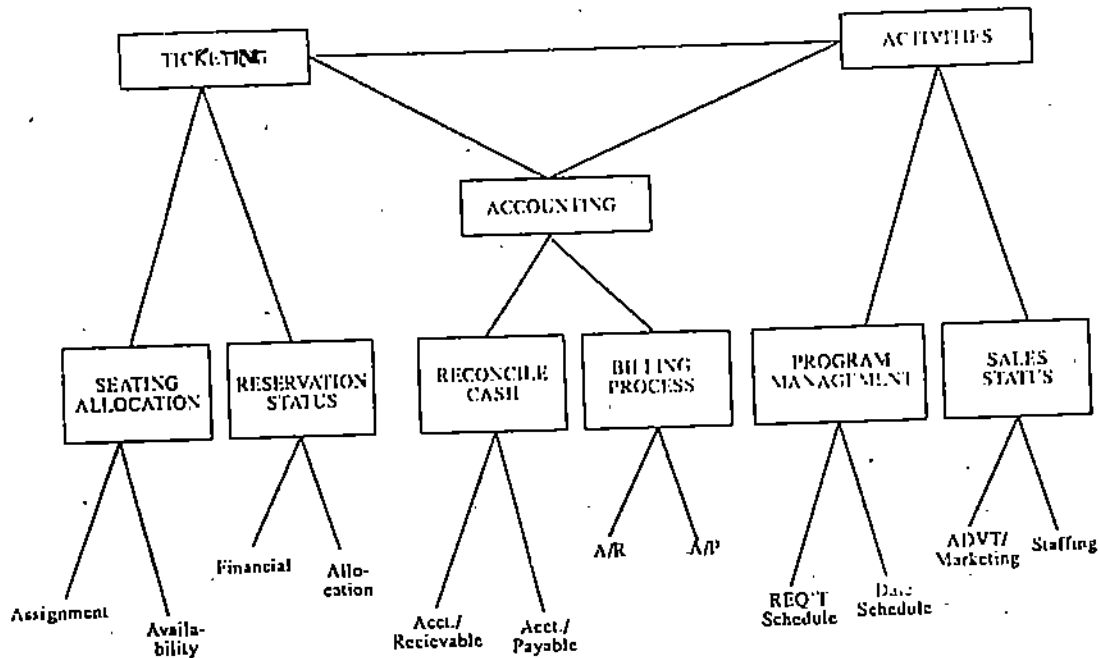 TICKETING
ACTIVITIES
ACCOUNTING
SEATING
ALLOCATION
RESERVATION
STATUS
RECONCILE
CASH
BILLING
PROCESS
PROGRAM
MANAGEMENT
SALES
STATUS
Assignment
Availa-
bility
Financial
Allo-
cation
Acct./
Recievable
Acct./
Payable
A/R
A/P
REQ'T
Schedule
Date
Schedule
ADVT/
Marketing
Staffing